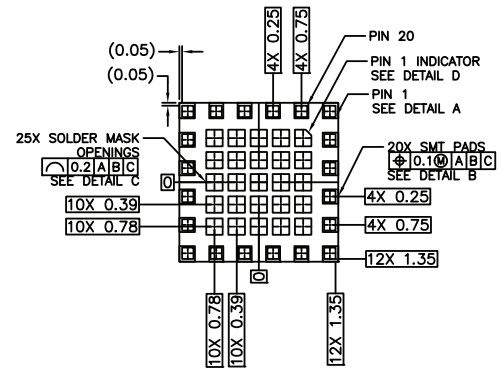 4X 0.25
4X 0.75
(0.05)
(0.05)
PIN 20
PIN 1 INDICATOR
SEE DETAIL D
PIN 1
SEE DETAIL A
25X SOLDER MASK
OPENINGS
⌓ 0.2 A B C
SEE DETAIL C
20X SMT PADS
⌖ 0.1Ⓜ A B C
SEE DETAIL B
0
4X 0.25
10X 0.39
10X 0.78
4X 0.75
12X 1.35
0
10X 0.78
10X 0.39
12X 1.35